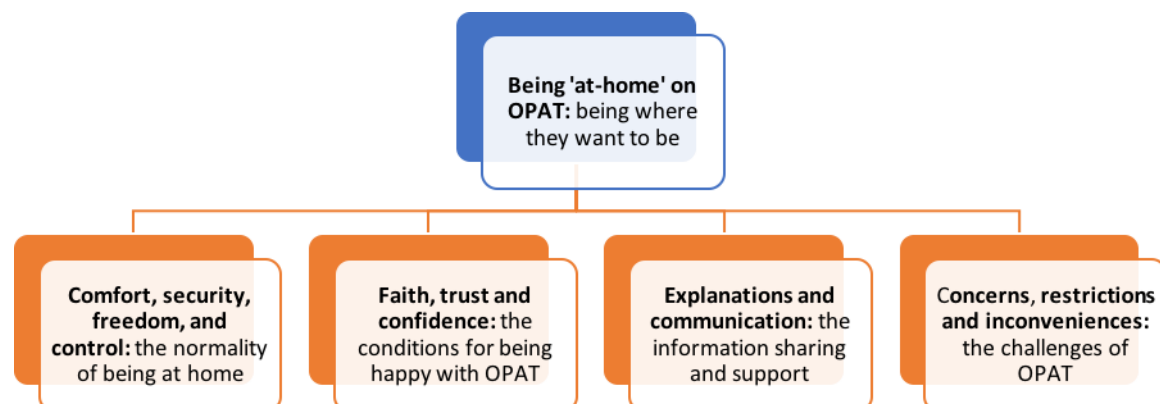 Being 'at-home' on
OPAT: being where
they want to be
Comfort, security,
freedom, and
control: the normality
of being at home
Faith, trust and
confidence: the
conditions for being
happy with OPAT
Explanations and
communication: the
information sharing
and support
Concerns, restrictions
and inconveniences:
the challenges of
OPAT